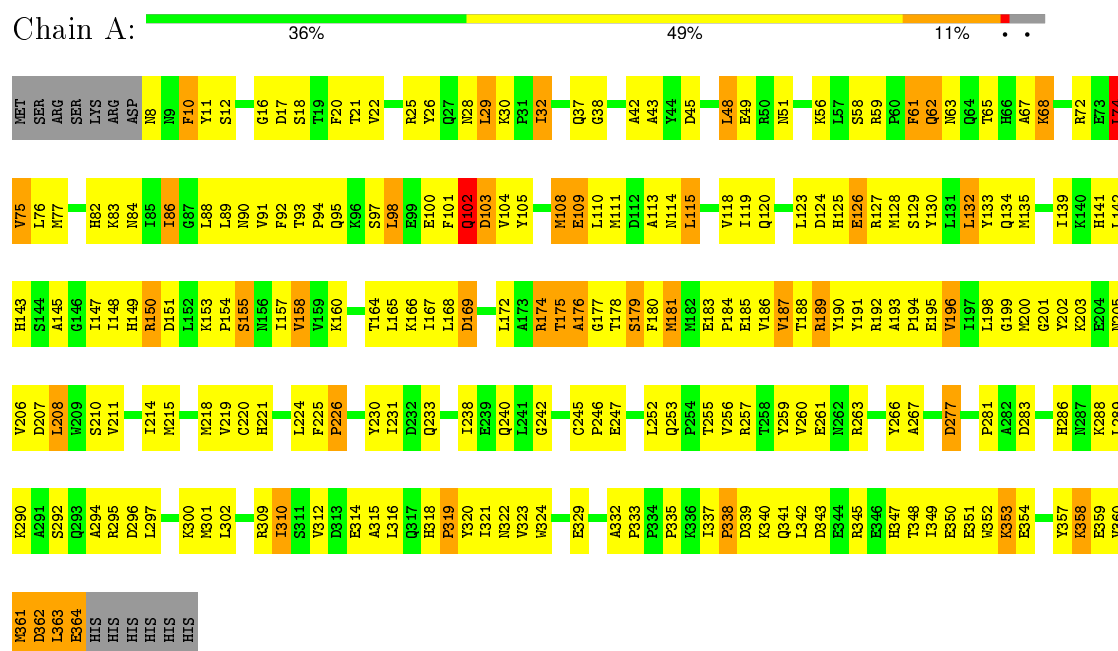 Chain A:
36% 49% 11% • •
MET SER ARG SER LYS ARG ASP N8 N9 F10 Y11 S12 G16 D17 S18 T19 F20 T21 V22 R25 Y26 Q27 N28 L29 K30 P31 I32 Q37 G38 A42 A43 Y44 D45 L48 E49 R50 N51 K56 L57 S58 R59 P60 F61 Q62 N63 Q64 T65 H66 A67 K68 R72 E73 L74
V75 L76 M77 H82 K83 N84 I85 I86 G87 L88 L89 N90 V91 F92 T93 P94 Q95 K96 S97 L98 E99 E100 F101 Q102 D103 V104 Y105 M108 E109 L110 M111 D112 A113 N114 L115 V118 I119 Q120 L123 D124 H125 E126 R127 M128 S129 Y130 L131 L132 Y133 Q134 M135 I139 K140 H141 L142
H143 S144 A145 G146 I147 I148 H149 R150 D151 L152 K153 P154 S155 N156 I157 V158 V159 K160 T164 L165 K166 I167 L168 D169 L172 A173 R174 T175 A176 G177 T178 S179 F180 M181 M182 E183 P184 E185 V186 V187 T188 R189 Y190 Y191 R192 A193 P194 E195 V196 I197 L198 G199 M200 G201 Y202 K203 E204 N205
V206 D207 L208 W209 S210 V211 I214 M215 M218 V219 C220 H221 L224 F225 P226 Y230 I231 D232 Q233 I238 E239 Q240 L241 G242 C245 P246 E247 L252 Q253 P254 T255 V256 R257 T258 Y259 V260 E261 N262 R263 Y266 A267 D277 P281 A282 D283 H286 N287 K288 L289
K290 A291 S292 Q293 A294 R295 D296 L297 K300 M301 L302 R309 I310 S311 V312 D313 E314 A315 L316 Q317 H318 P319 Y320 I321 N322 V323 W324 E329 A332 P333 P334 P335 K336 I337 P338 D339 K340 Q341 L342 D343 E344 R345 E346 H347 T348 I349 E350 E351 W352 K353 E354 Y357 K358 E359 V360
M361 D362 L363 E364 HIS HIS HIS HIS HIS HIS